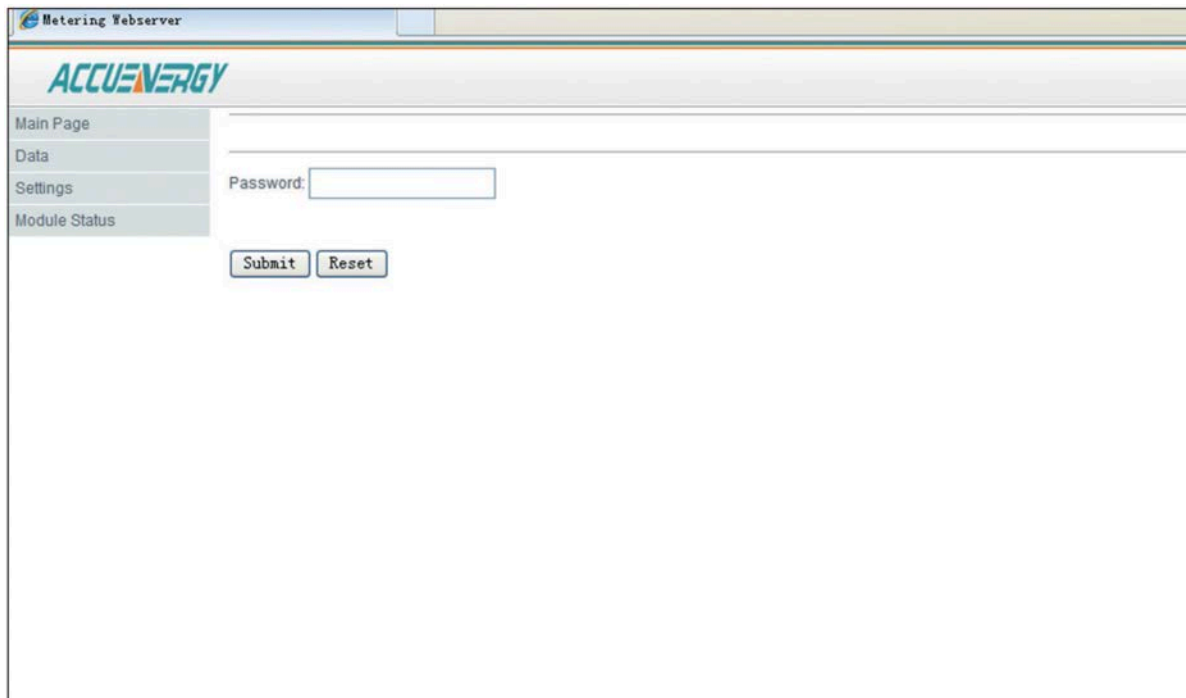 Metering Webserver
ACCUENERGY
Main Page
Data
Settings
Module Status
Password:
Submit Reset